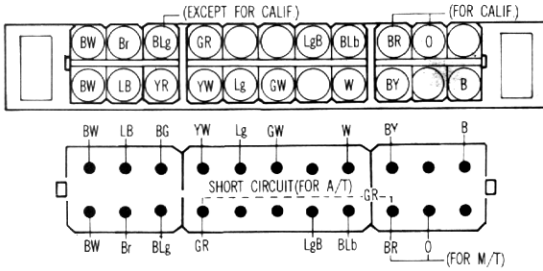 (EXCEPT FOR CALIF.) (FOR CALIF.)
BW Br BLg GR LgB BLb BR O
BW LB YR YW Lg GW W BY B
BW LB BG YW Lg GW W BY B
SHORT CIRCUIT(FOR A/T)
GR
BW Br BLg GR LgB BLb BR O
(FOR M/T)